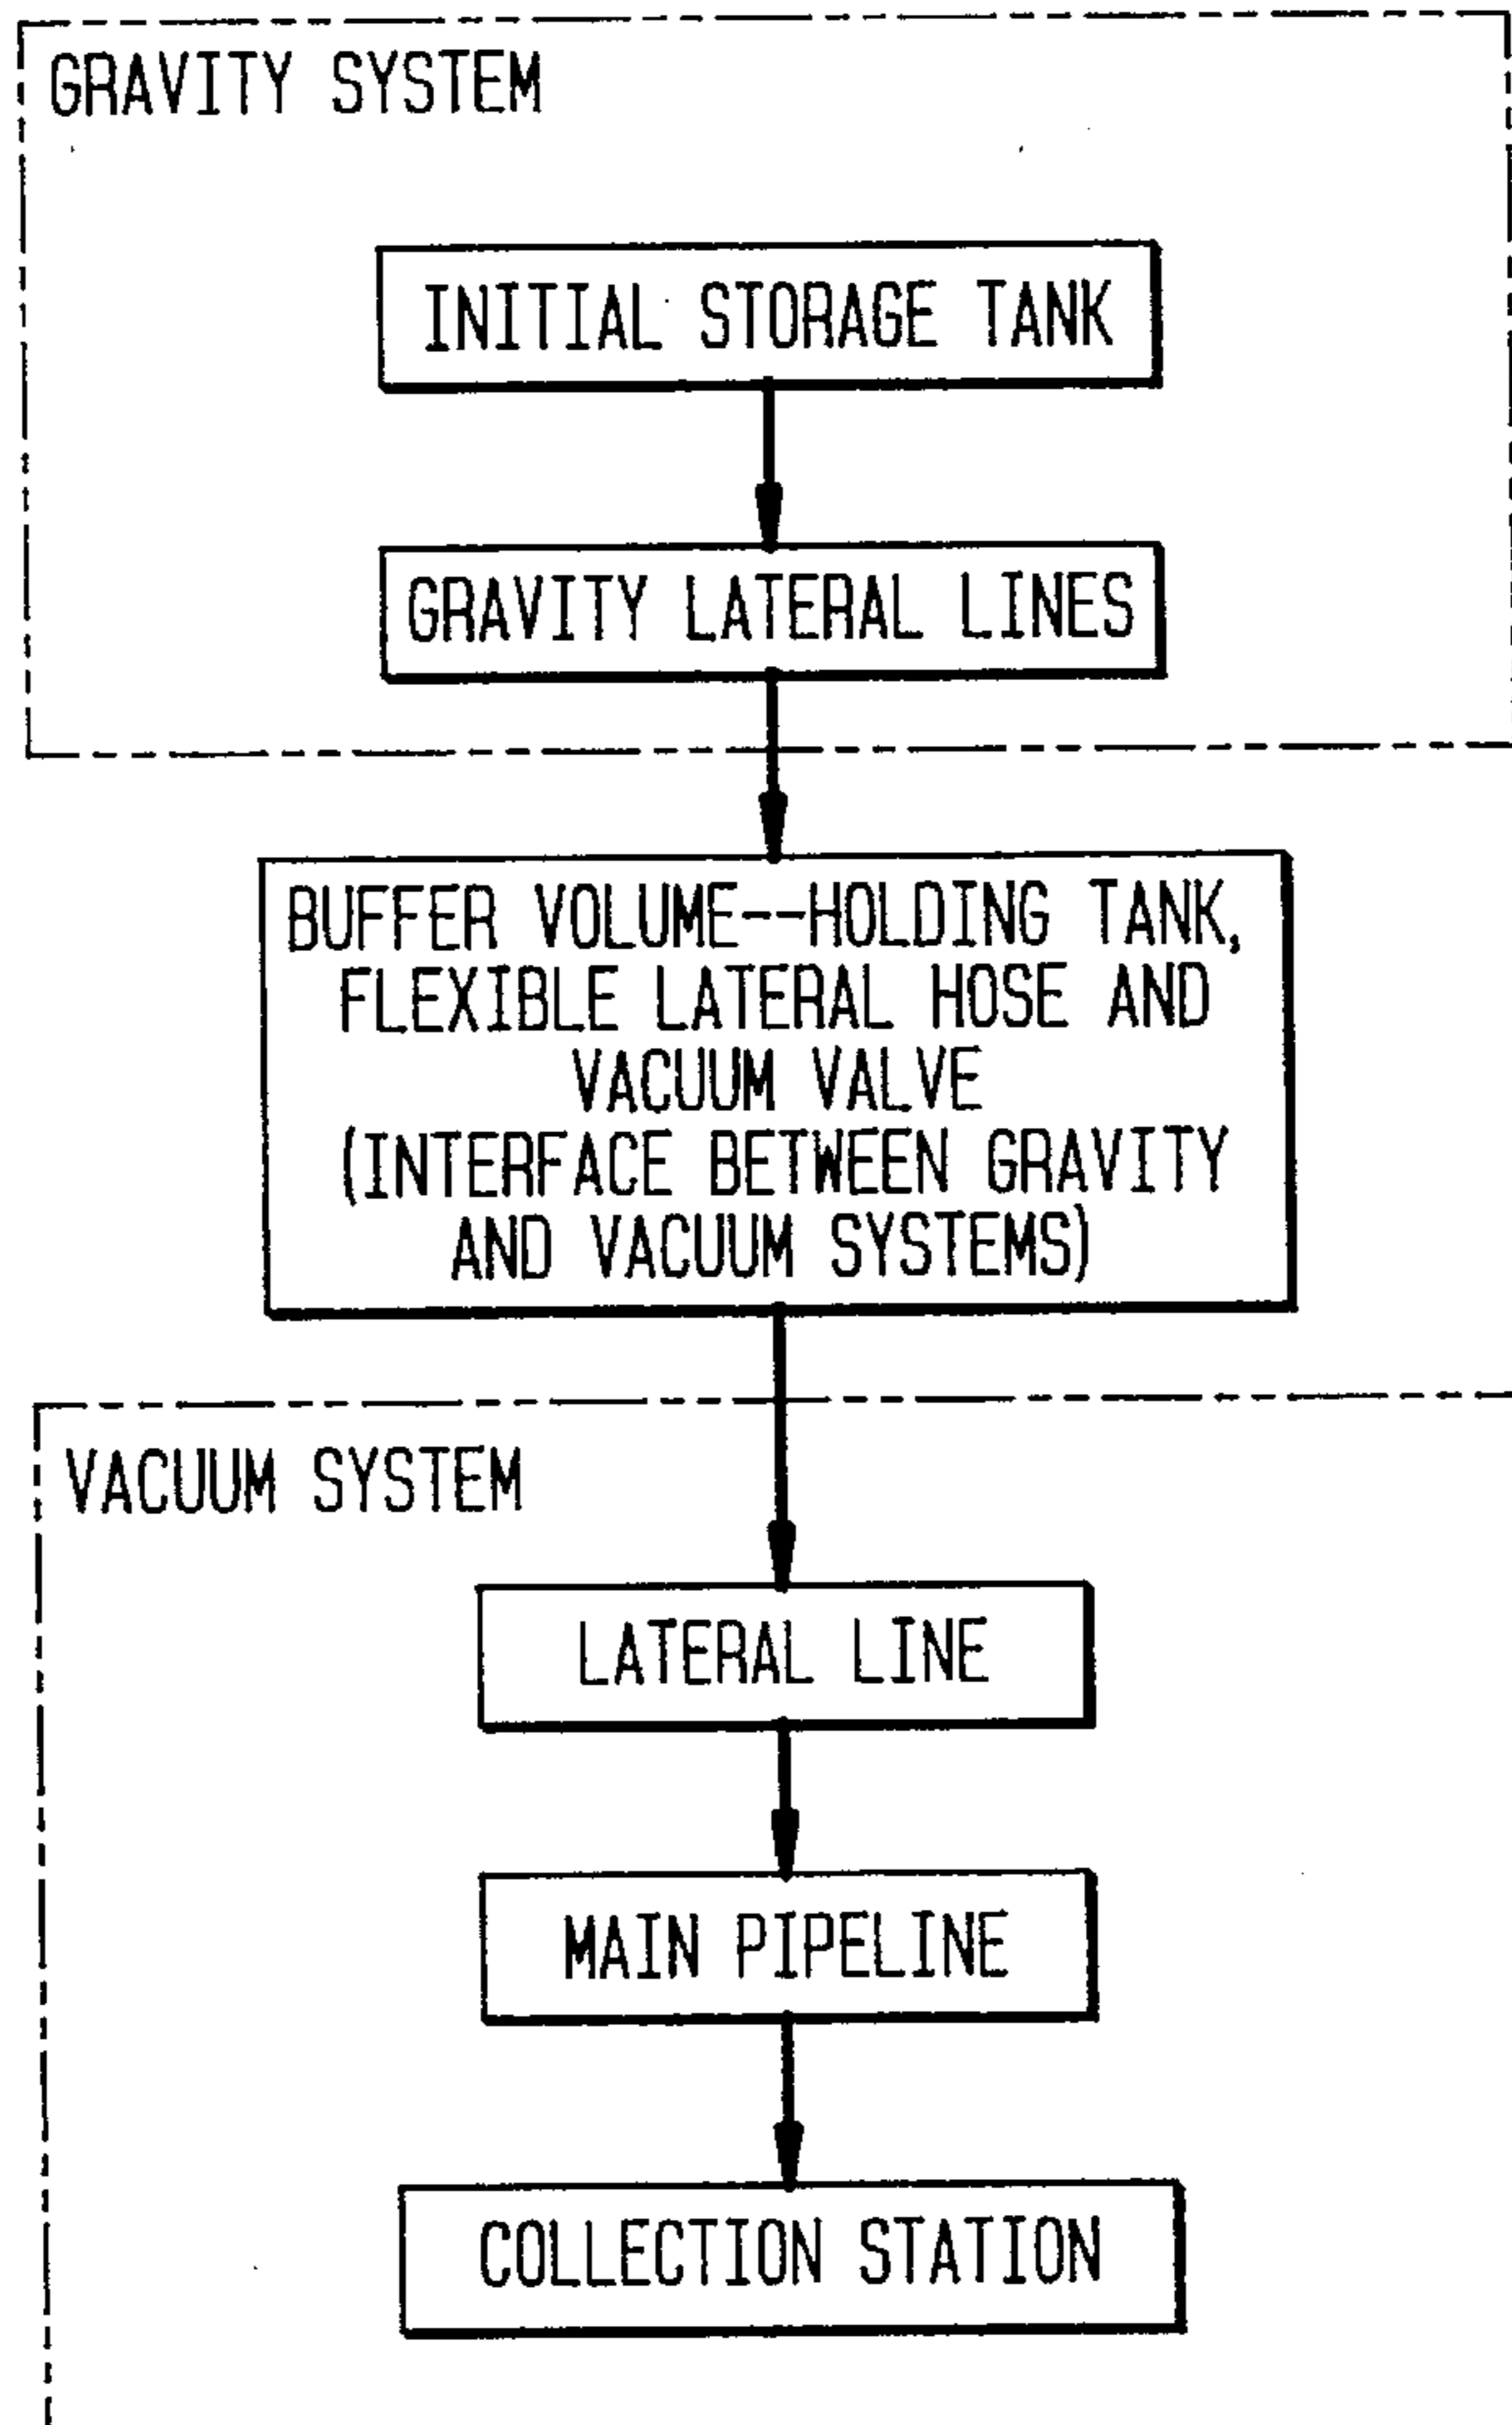 GRAVITY SYSTEM
INITIAL STORAGE TANK
GRAVITY LATERAL LINES
BUFFER VOLUME--HOLDING TANK,
FLEXIBLE LATERAL HOSE AND
VACUUM VALVE
(INTERFACE BETWEEN GRAVITY
AND VACUUM SYSTEMS)
VACUUM SYSTEM
LATERAL LINE
MAIN PIPELINE
COLLECTION STATION